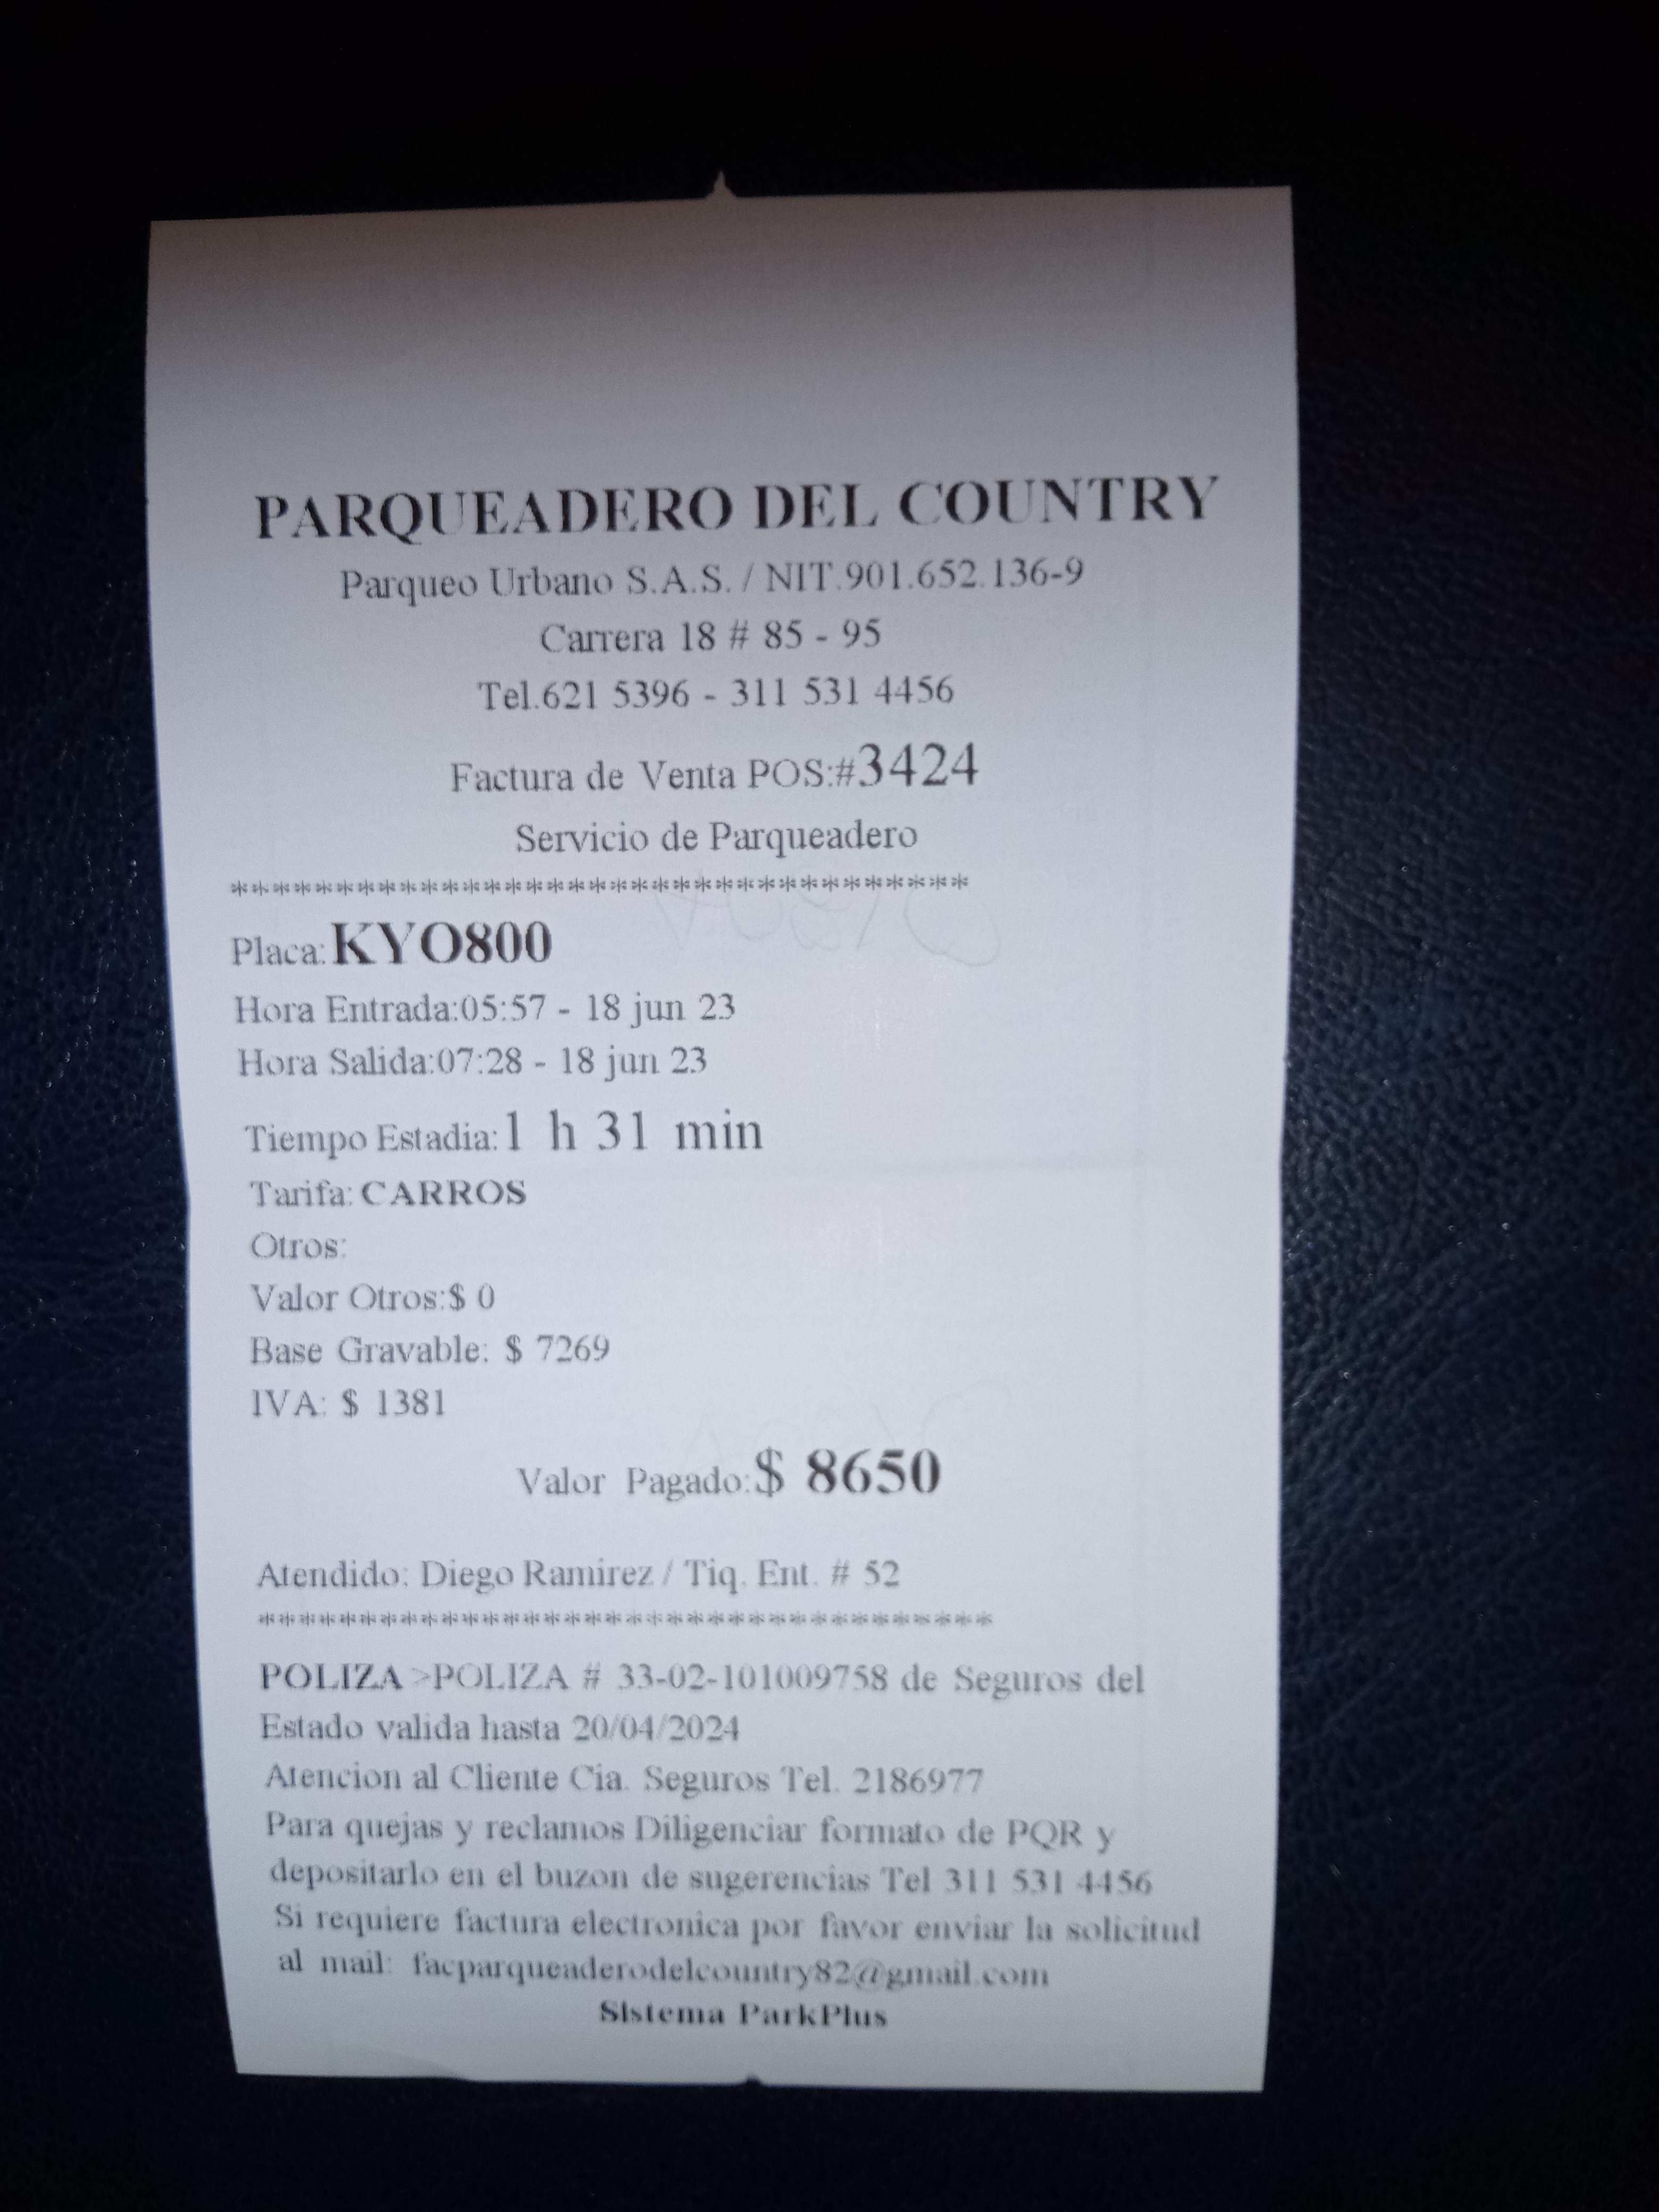 PARQUEADERO DEL COUNTRY
Parqueo Urbano S.A.S. / NIT.901.652.136-9
Carrera 18 # 85 - 95
Tel.621 5396 - 311 531 4456
Factura de Venta POS:#3424
Servicio de Parqueadero
***********************************
Placa:KYO800
Hora Entrada:05:57 - 18 jun 23
Hora Salida:07:28 - 18 jun 23
Tiempo Estadia:1 h 31 min
Tarifa: CARROS
Otros:
Valor Otros:$ 0
Base Gravable: $ 7269
IVA: $ 1381
Valor Pagado:$ 8650
Atendido: Diego Ramirez / Tiq. Ent. # 52
************************************
POLIZA >POLIZA # 33-02-101009758 de Seguros del
Estado valida hasta 20/04/2024
Atencion al Cliente Cia. Seguros Tel. 2186977
Para quejas y reclamos Diligenciar formato de PQR y
depositarlo en el buzon de sugerencias Tel 311 531 4456
Si requiere factura electronica por favor enviar la solicitud
al mail: facparqueaderodelcountry82@gmail.com
Sistema ParkPlus